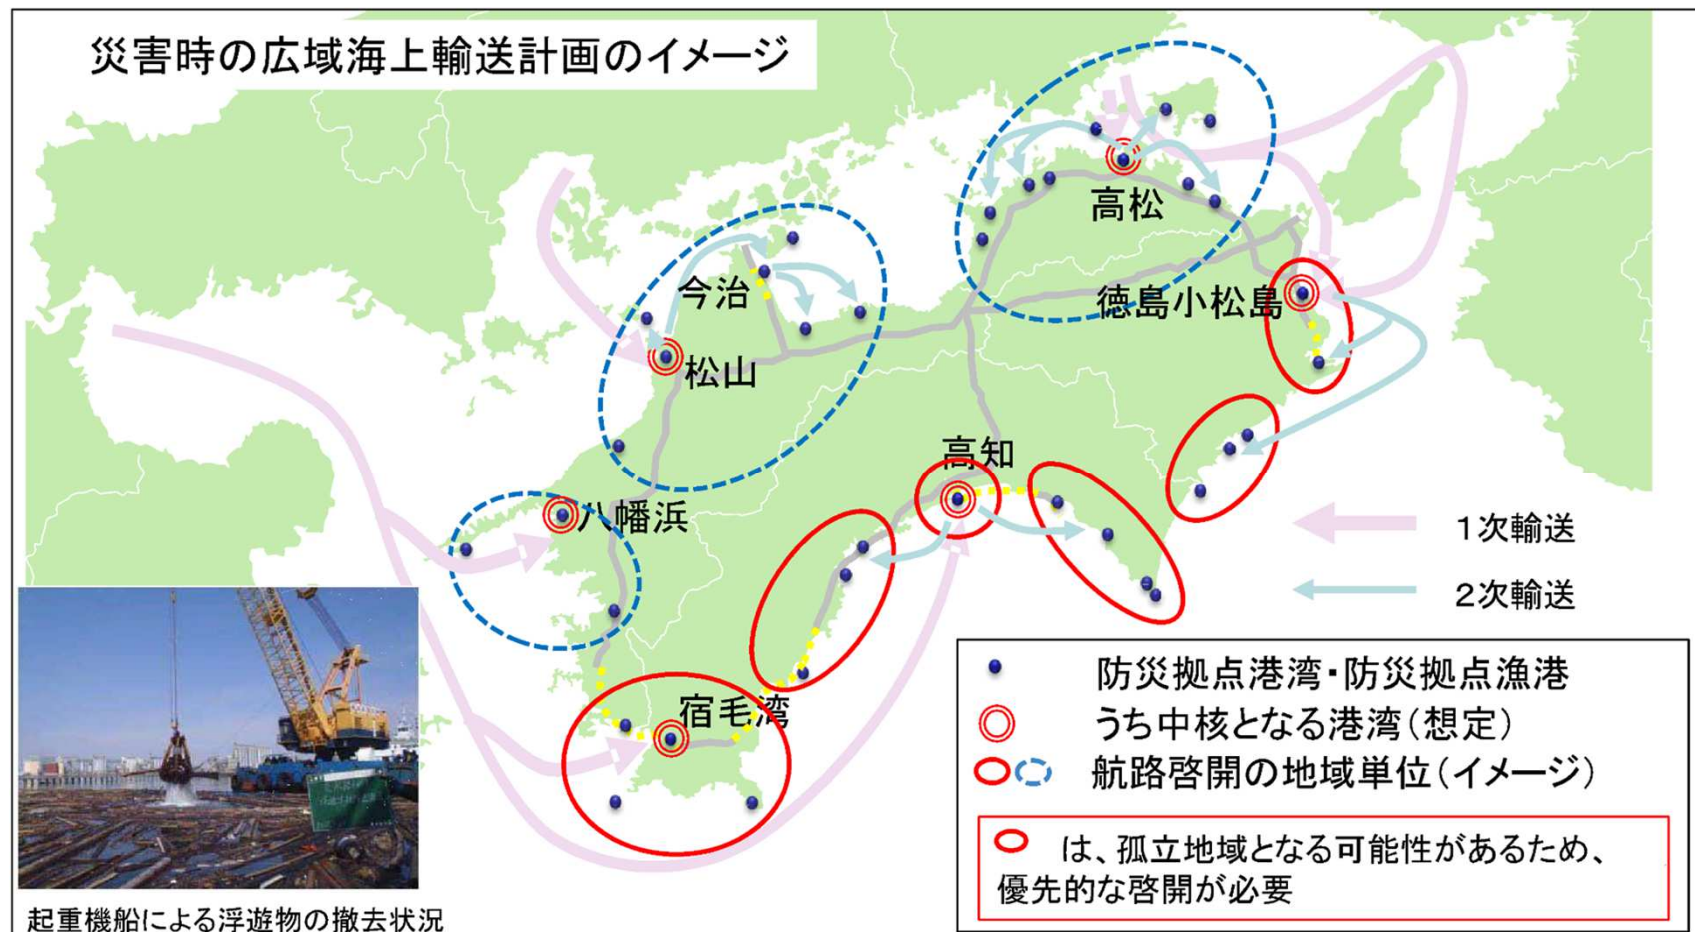 災害時の広域海上輸送計画のイメージ
高松
徳島小松島
今治
松山
高知
八幡浜
宿毛湾
1次輸送
2次輸送
防災拠点港湾・防災拠点漁港
うち中核となる港湾(想定)
航路啓開の地域単位(イメージ)
は、孤立地域となる可能性があるため、
優先的な啓開が必要
起重機船による浮遊物の撤去状況